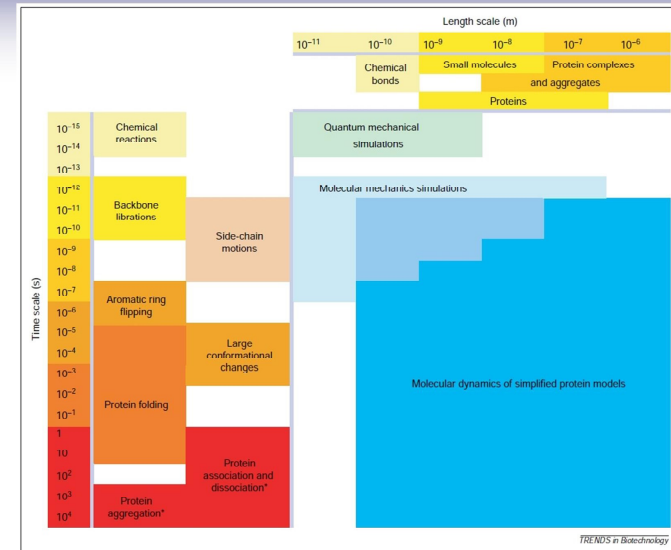 Length scale (m)
10⁻¹¹ 10⁻¹⁰ 10⁻⁹ 10⁻⁸ 10⁻⁷ 10⁻⁶
Chemical
bonds
Small molecules
Protein complexes
and aggregates
Proteins
Time scale (s)
10⁻¹⁵
10⁻¹⁴
10⁻¹³
10⁻¹²
10⁻¹¹
10⁻¹⁰
10⁻⁹
10⁻⁸
10⁻⁷
10⁻⁶
10⁻⁵
10⁻⁴
10⁻³
10⁻²
10⁻¹
1
10
10²
10³
10⁴
Chemical
reactions
Backbone
librations
Aromatic ring
flipping
Protein folding
Protein
aggregation*
Side-chain
motions
Large
conformational
changes
Protein
association and
dissociation*
Quantum mechanical
simulations
Molecular mechanics simulations
Molecular dynamics of simplified protein models
TRENDS in Biotechnology